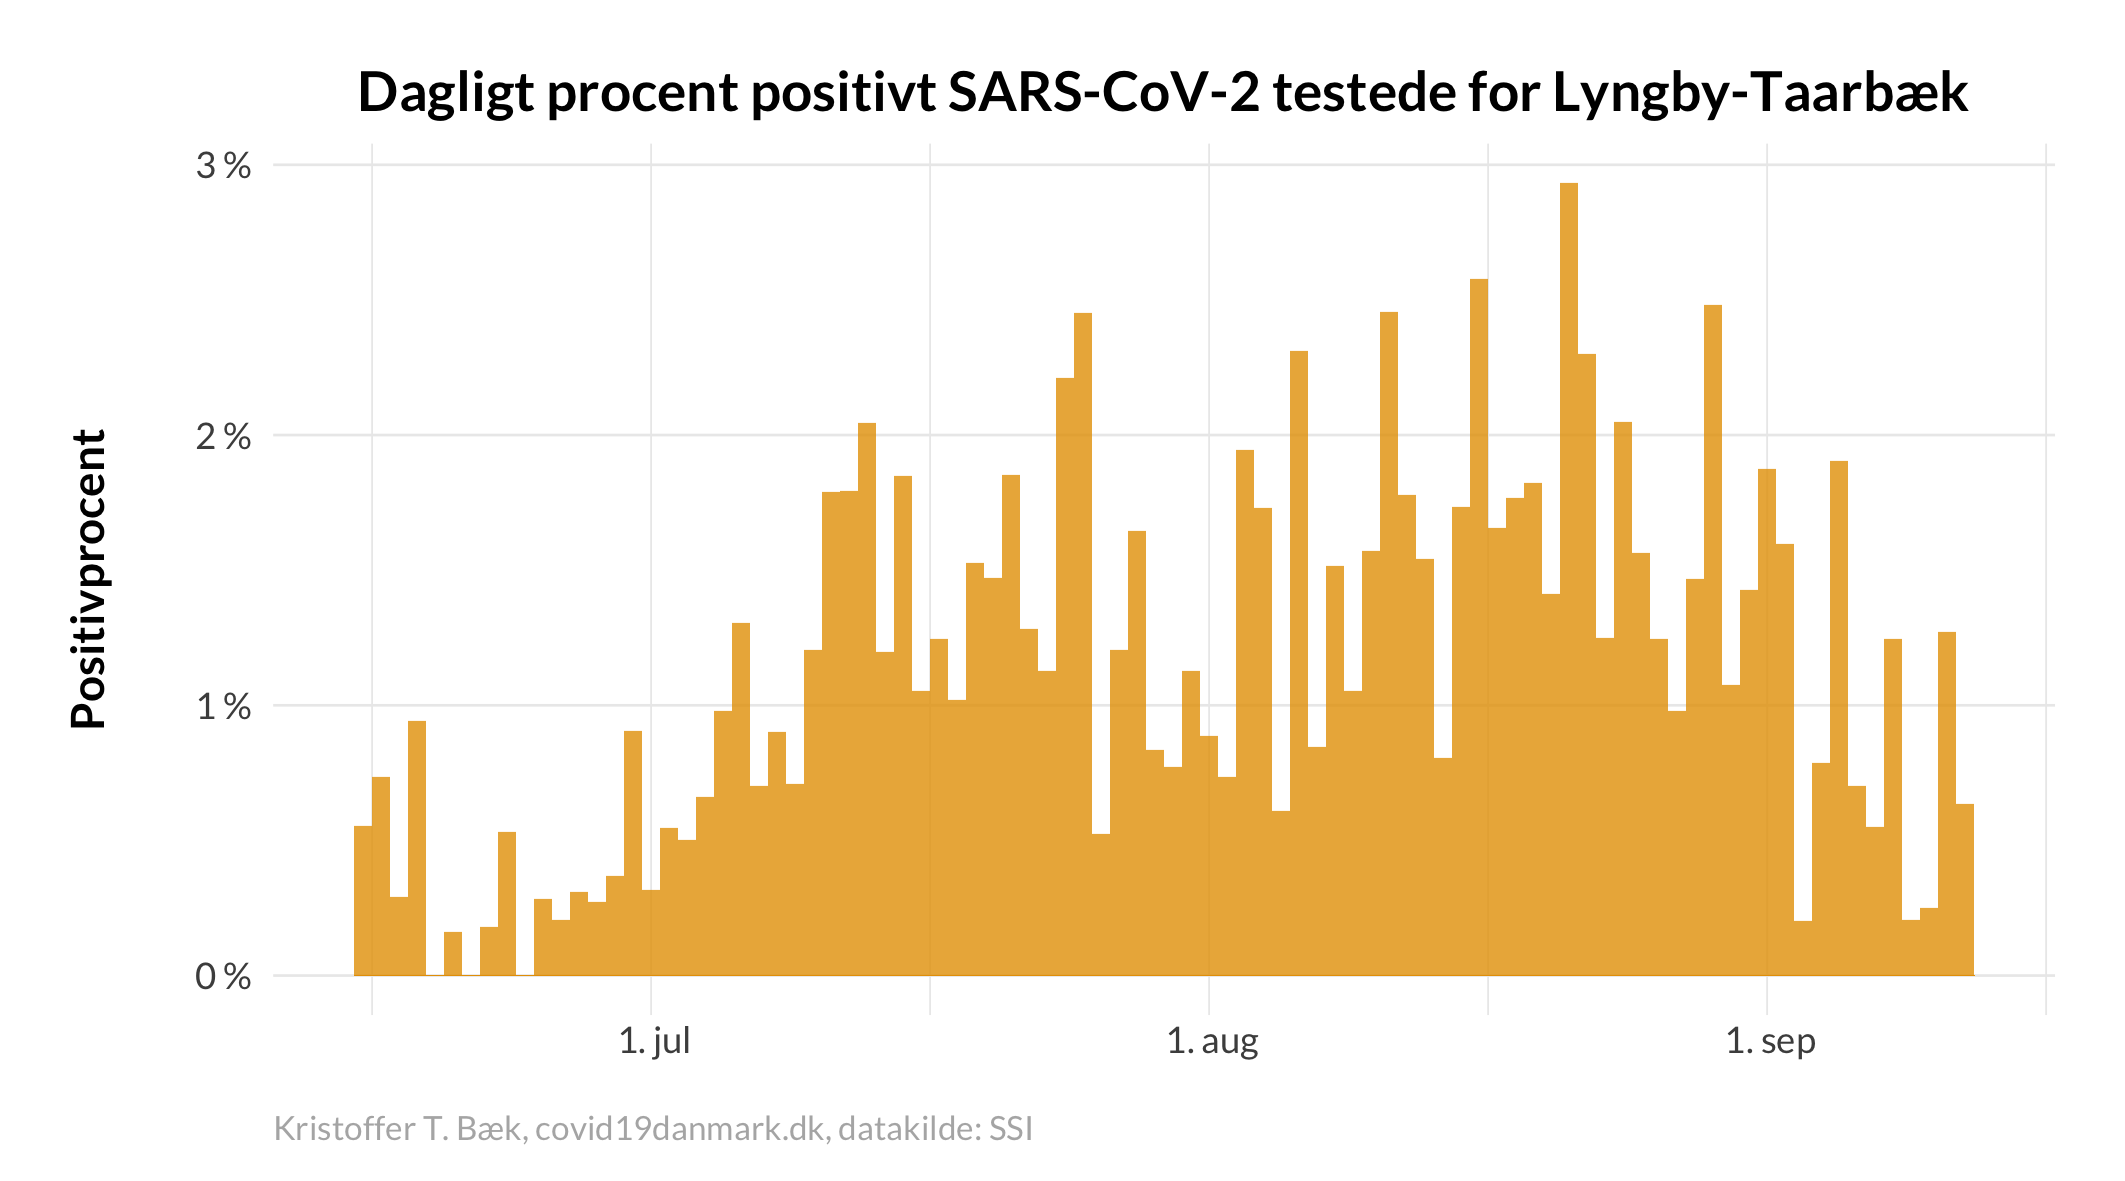 Dagligt procent positivt SARS-CoV-2 testede for Lyngby-Taarbæk
Positivprocent
3 %
2 %
1 %
0 %
1. jul
1. aug
1. sep
Kristoffer T. Bæk, covid19danmark.dk, datakilde: SSI